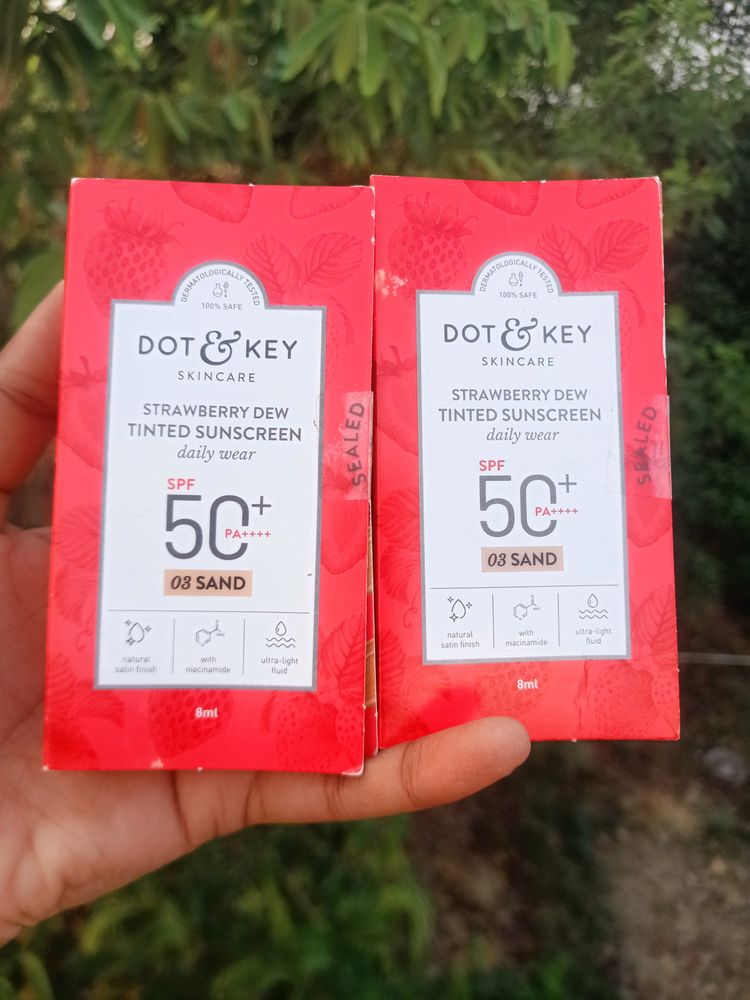 DERMATOLOGICALLY TESTED
100% SAFE
DOT & KEY
SKINCARE
STRAWBERRY DEW
TINTED SUNSCREEN
daily wear
SPF
50+
PA++++
03 SAND
natural
satin finish
with
niacinamide
ultra-light
fluid
8ml
SEALED
DERMATOLOGICALLY TESTED
100% SAFE
DOT & KEY
SKINCARE
STRAWBERRY DEW
TINTED SUNSCREEN
daily wear
SPF
50+
PA++++
03 SAND
natural
satin finish
with
niacinamide
ultra-light
fluid
8ml
SEALED